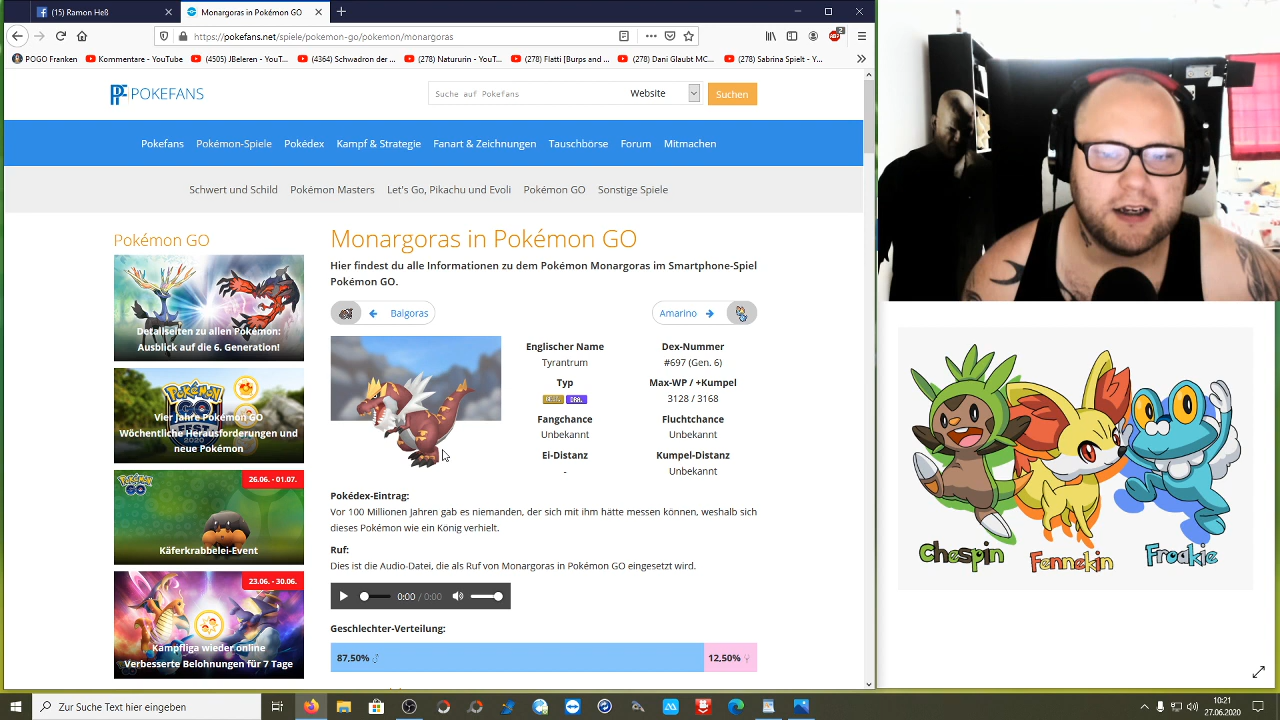 (15) Ramon Heß
Monargoras in Pokémon GO
https://pokefans.net/spiele/pokemon-go/pokemon/monargoras
POGO Franken
Kommentare - YouTube
(4505) JBeleren - YouT...
(4364) Schwadron der ...
(278) Natururin - YouT...
(278) Flatti [Burps and ...
(278) Dani Glaubt MC...
(278) Sabrina Spielt - Y...
POKEFANS
Suche auf Pokefans
Website
Suchen
Pokefans Pokémon-Spiele Pokédex Kampf & Strategie Fanart & Zeichnungen Tauschbörse Forum Mitmachen
Schwert und Schild Pokémon Masters Let's Go, Pikachu und Evoli Pokémon GO Sonstige Spiele
Pokémon GO
Detailseiten zu allen Pokémon:
Ausblick auf die 6. Generation!
Vier Jahre Pokémon GO
Wöchentliche Herausforderungen und
neue Pokémon
26.06. - 01.07.
Käferkrabbelei-Event
23.06. - 30.06.
Kampfliga wieder online
Verbesserte Belohnungen für 7 Tage
Monargoras in Pokémon GO
Hier findest du alle Informationen zu dem Pokémon Monargoras im Smartphone-Spiel
Pokémon GO.
Balgoras
Amarino
Englischer Name
Tyrantrum
Dex-Nummer
#697 (Gen. 6)
Typ
Max-WP / +Kumpel
3128 / 3168
Fangchance
Unbekannt
Fluchtchance
Unbekannt
Ei-Distanz
-
Kumpel-Distanz
Unbekannt
Pokédex-Eintrag:
Vor 100 Millionen Jahren gab es niemanden, der sich mit ihm hätte messen können, weshalb sich
dieses Pokémon wie ein König verhielt.
Ruf:
Dies ist die Audio-Datei, die als Ruf von Monargoras in Pokémon GO eingesetzt wird.
0:00 / 0:00
Geschlechter-Verteilung:
87,50% ♂
12,50% ♀
Chespin
Fennekin
Froakie
Zur Suche Text hier eingeben
10:21
27.06.2020